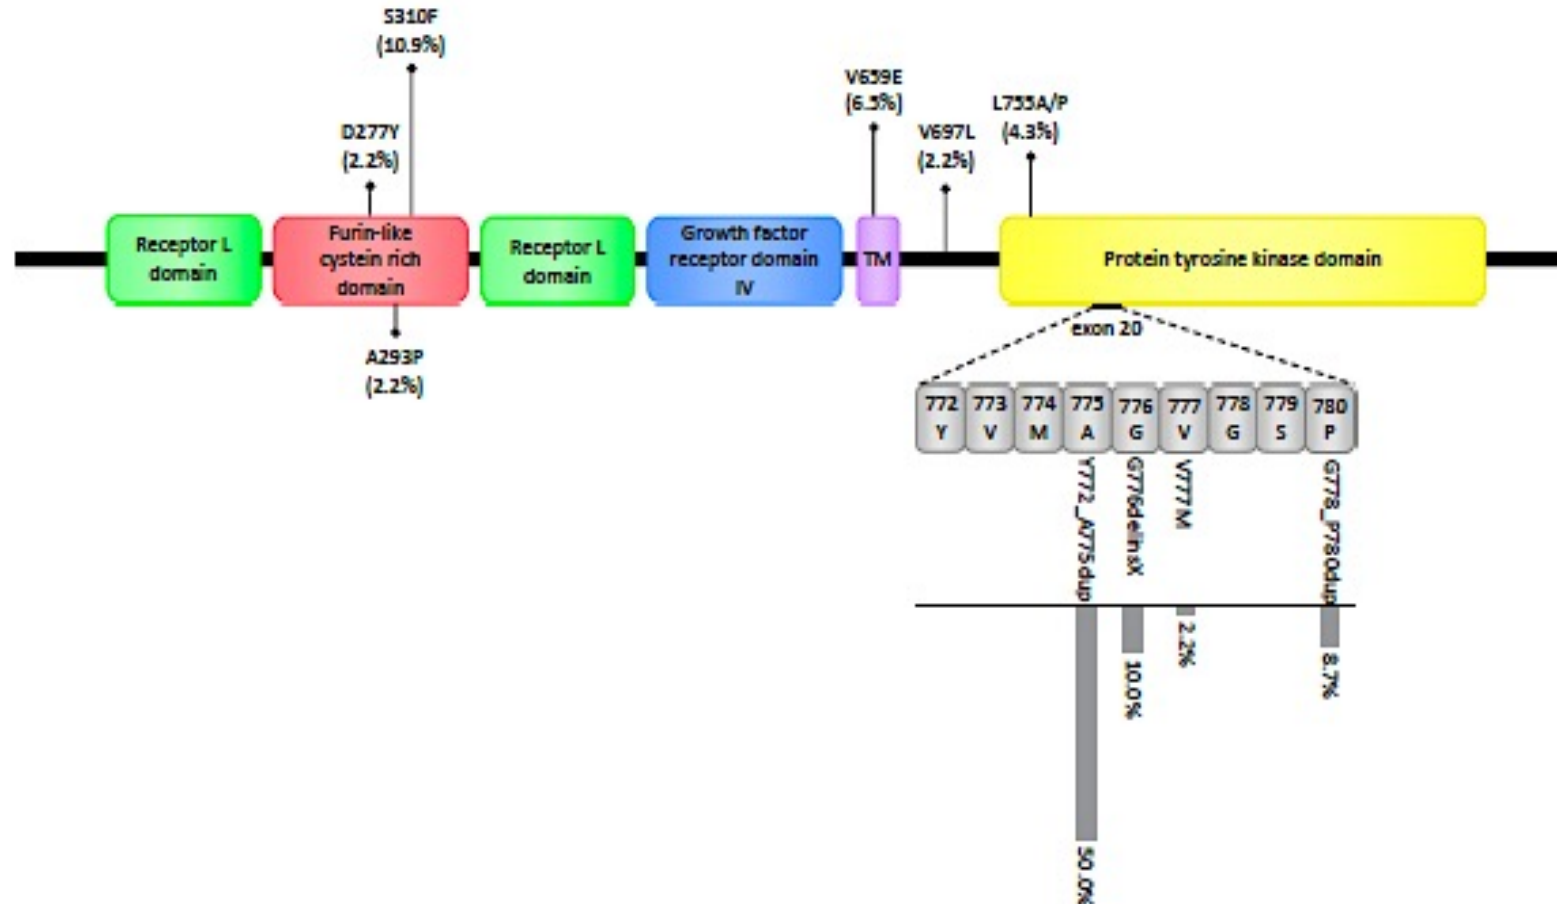 S310F
(10.9%)
D277Y
(2.2%)
V659E
(6.5%)
V697L
(2.2%)
L755A/P
(4.3%)
Receptor L
domain
Furin-like
cystein rich
domain
Receptor L
domain
Growth factor
receptor domain
IV
TM
Protein tyrosine kinase domain
A293P
(2.2%)
exon 20
772 773 774 775 776 777 778 779 780
Y V M A G V G S P
Y772_A775dup
G776delinsX
V777M
G778_P780dup
50.0%
10.0%
2.2%
8.7%